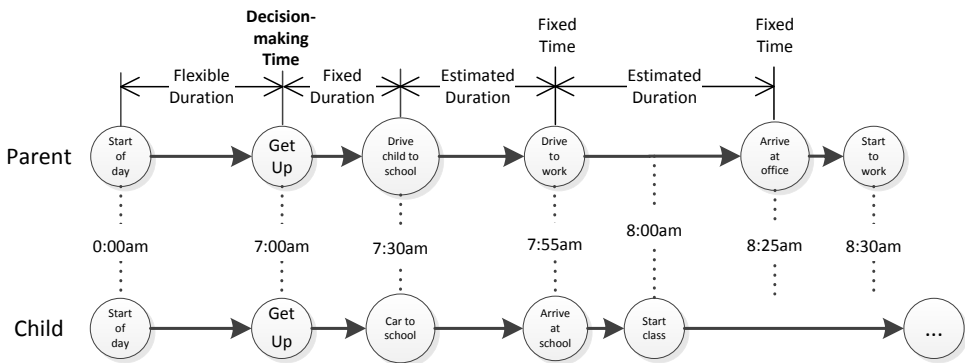 Decision-
making
Time
Fixed
Time
Fixed
Time
Flexible
Duration
Fixed
Duration
Estimated
Duration
Estimated
Duration
Parent
Start
of
day
Get
Up
Drive
child to
school
Drive
to
work
Arrive
at
office
Start
to
work
0:00am
7:00am
7:30am
7:55am
8:00am
8:25am
8:30am
Child
Start
of
day
Get
Up
Car to
school
Arrive
at
school
Start
class
...